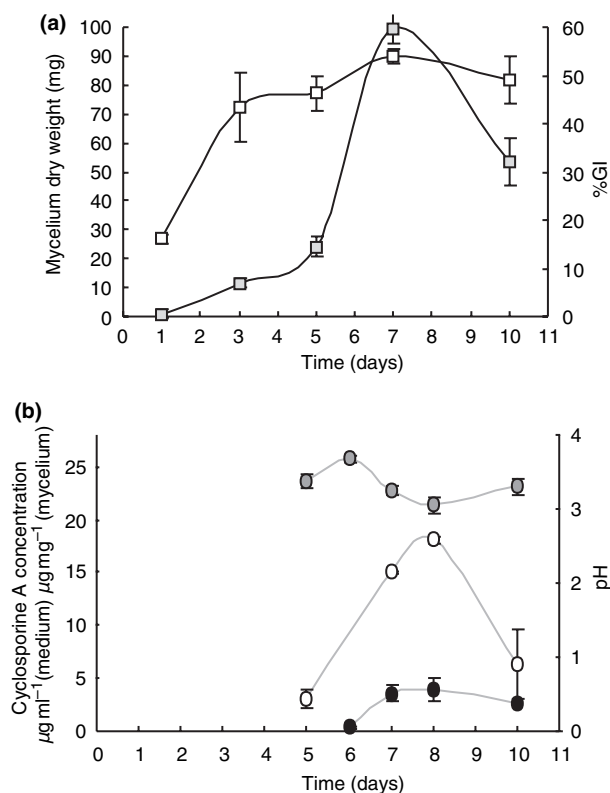 (a)
Mycelium dry weight (mg)
100
90
80
70
60
50
40
30
20
10
0
60
50
40
30
20
10
0
%GI
0 1 2 3 4 5 6 7 8 9 10 11
Time (days)
(b)
Cyclosporine A concentration
µg ml⁻¹ (medium) µg mg⁻¹ (mycelium)
25
20
15
10
5
0
4
3
2
1
0
pH
0 1 2 3 4 5 6 7 8 9 10 11
Time (days)